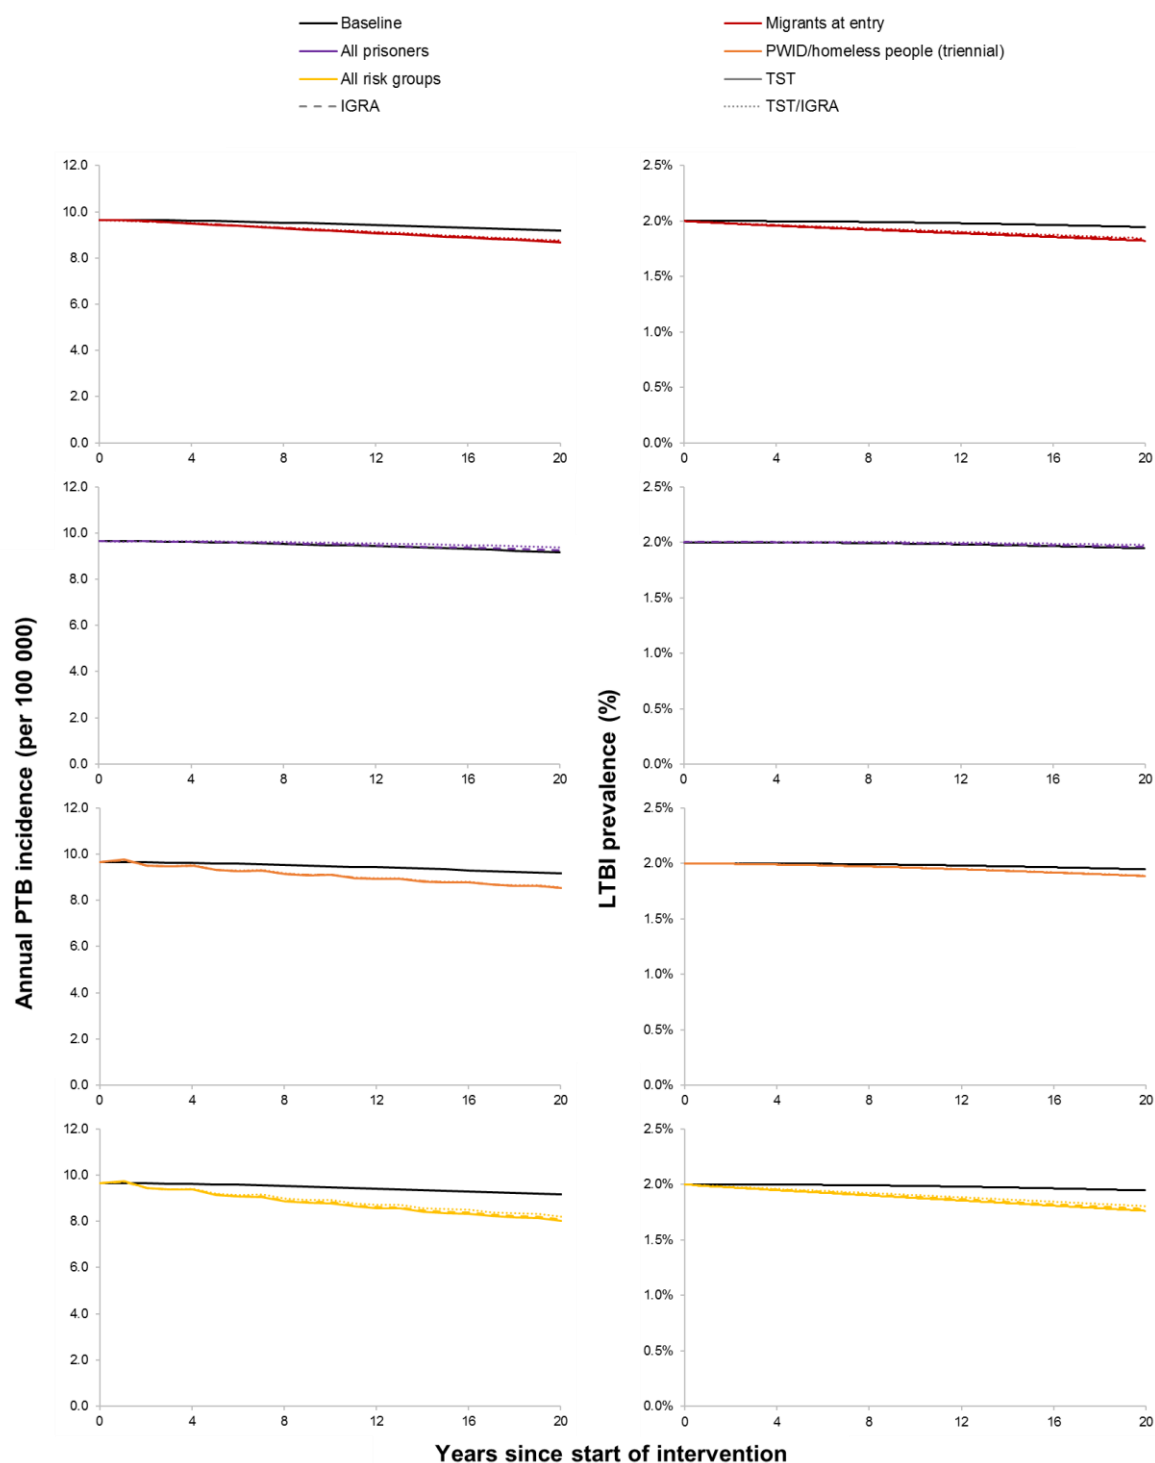 Baseline
Migrants at entry
All prisoners
PWID/homeless people (triennial)
All risk groups
TST
IGRA
TST/IGRA
Annual PTB incidence (per 100 000)
12.0
10.0
8.0
6.0
4.0
2.0
0.0
0 4 8 12 16 20
LTBI prevalence (%)
2.5%
2.0%
1.5%
1.0%
0.5%
0.0%
0 4 8 12 16 20
12.0
10.0
8.0
6.0
4.0
2.0
0.0
0 4 8 12 16 20
2.5%
2.0%
1.5%
1.0%
0.5%
0.0%
0 4 8 12 16 20
12.0
10.0
8.0
6.0
4.0
2.0
0.0
0 4 8 12 16 20
2.5%
2.0%
1.5%
1.0%
0.5%
0.0%
0 4 8 12 16 20
12.0
10.0
8.0
6.0
4.0
2.0
0.0
0 4 8 12 16 20
2.5%
2.0%
1.5%
1.0%
0.5%
0.0%
0 4 8 12 16 20
Years since start of intervention